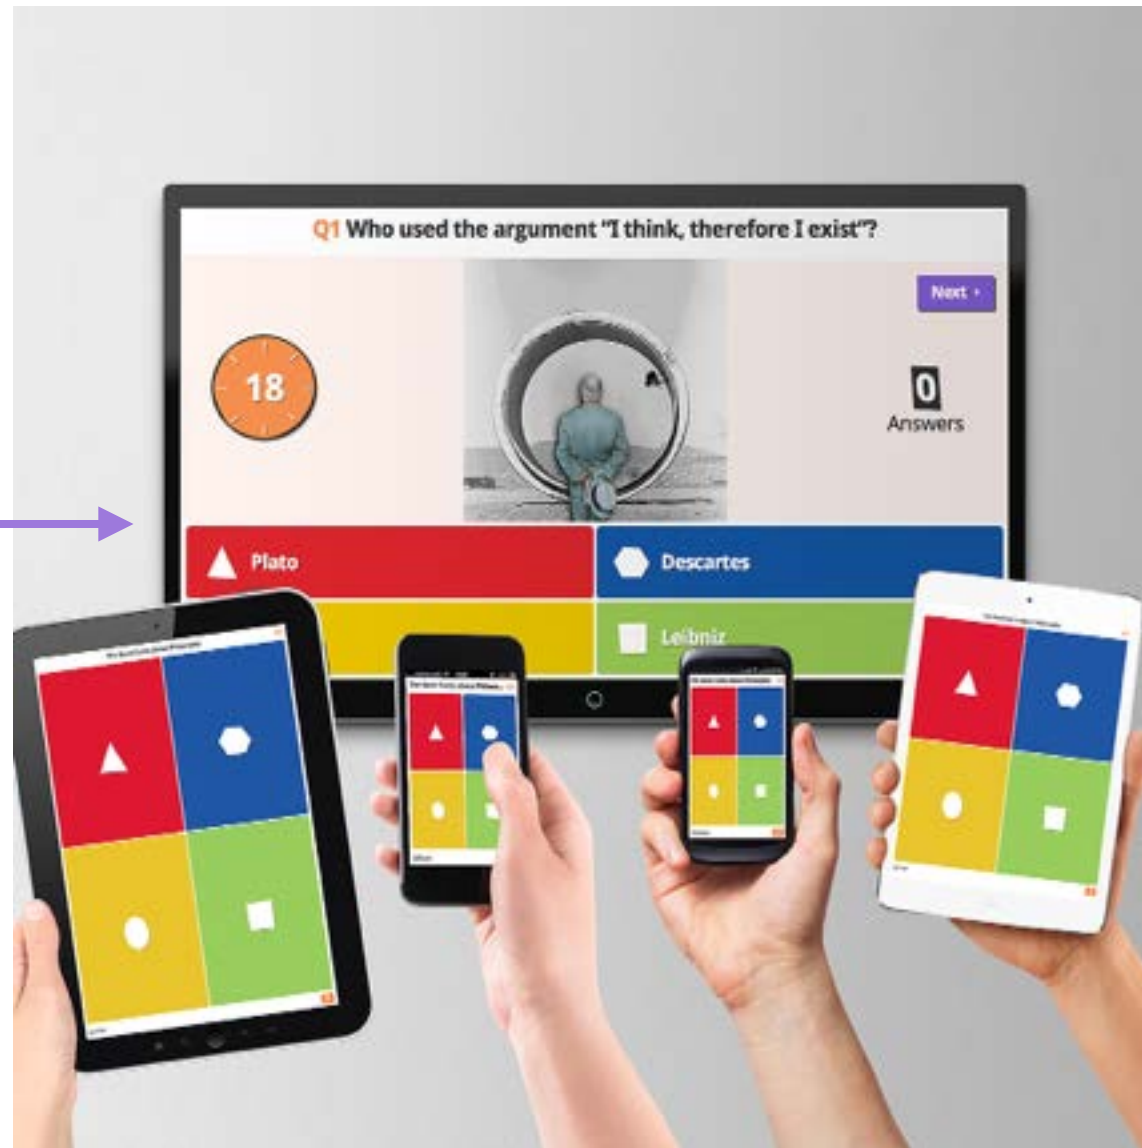 Q1 Who used the argument "I think, therefore I exist"?
Next
18
0
Answers
Plato
Descartes
Leibniz